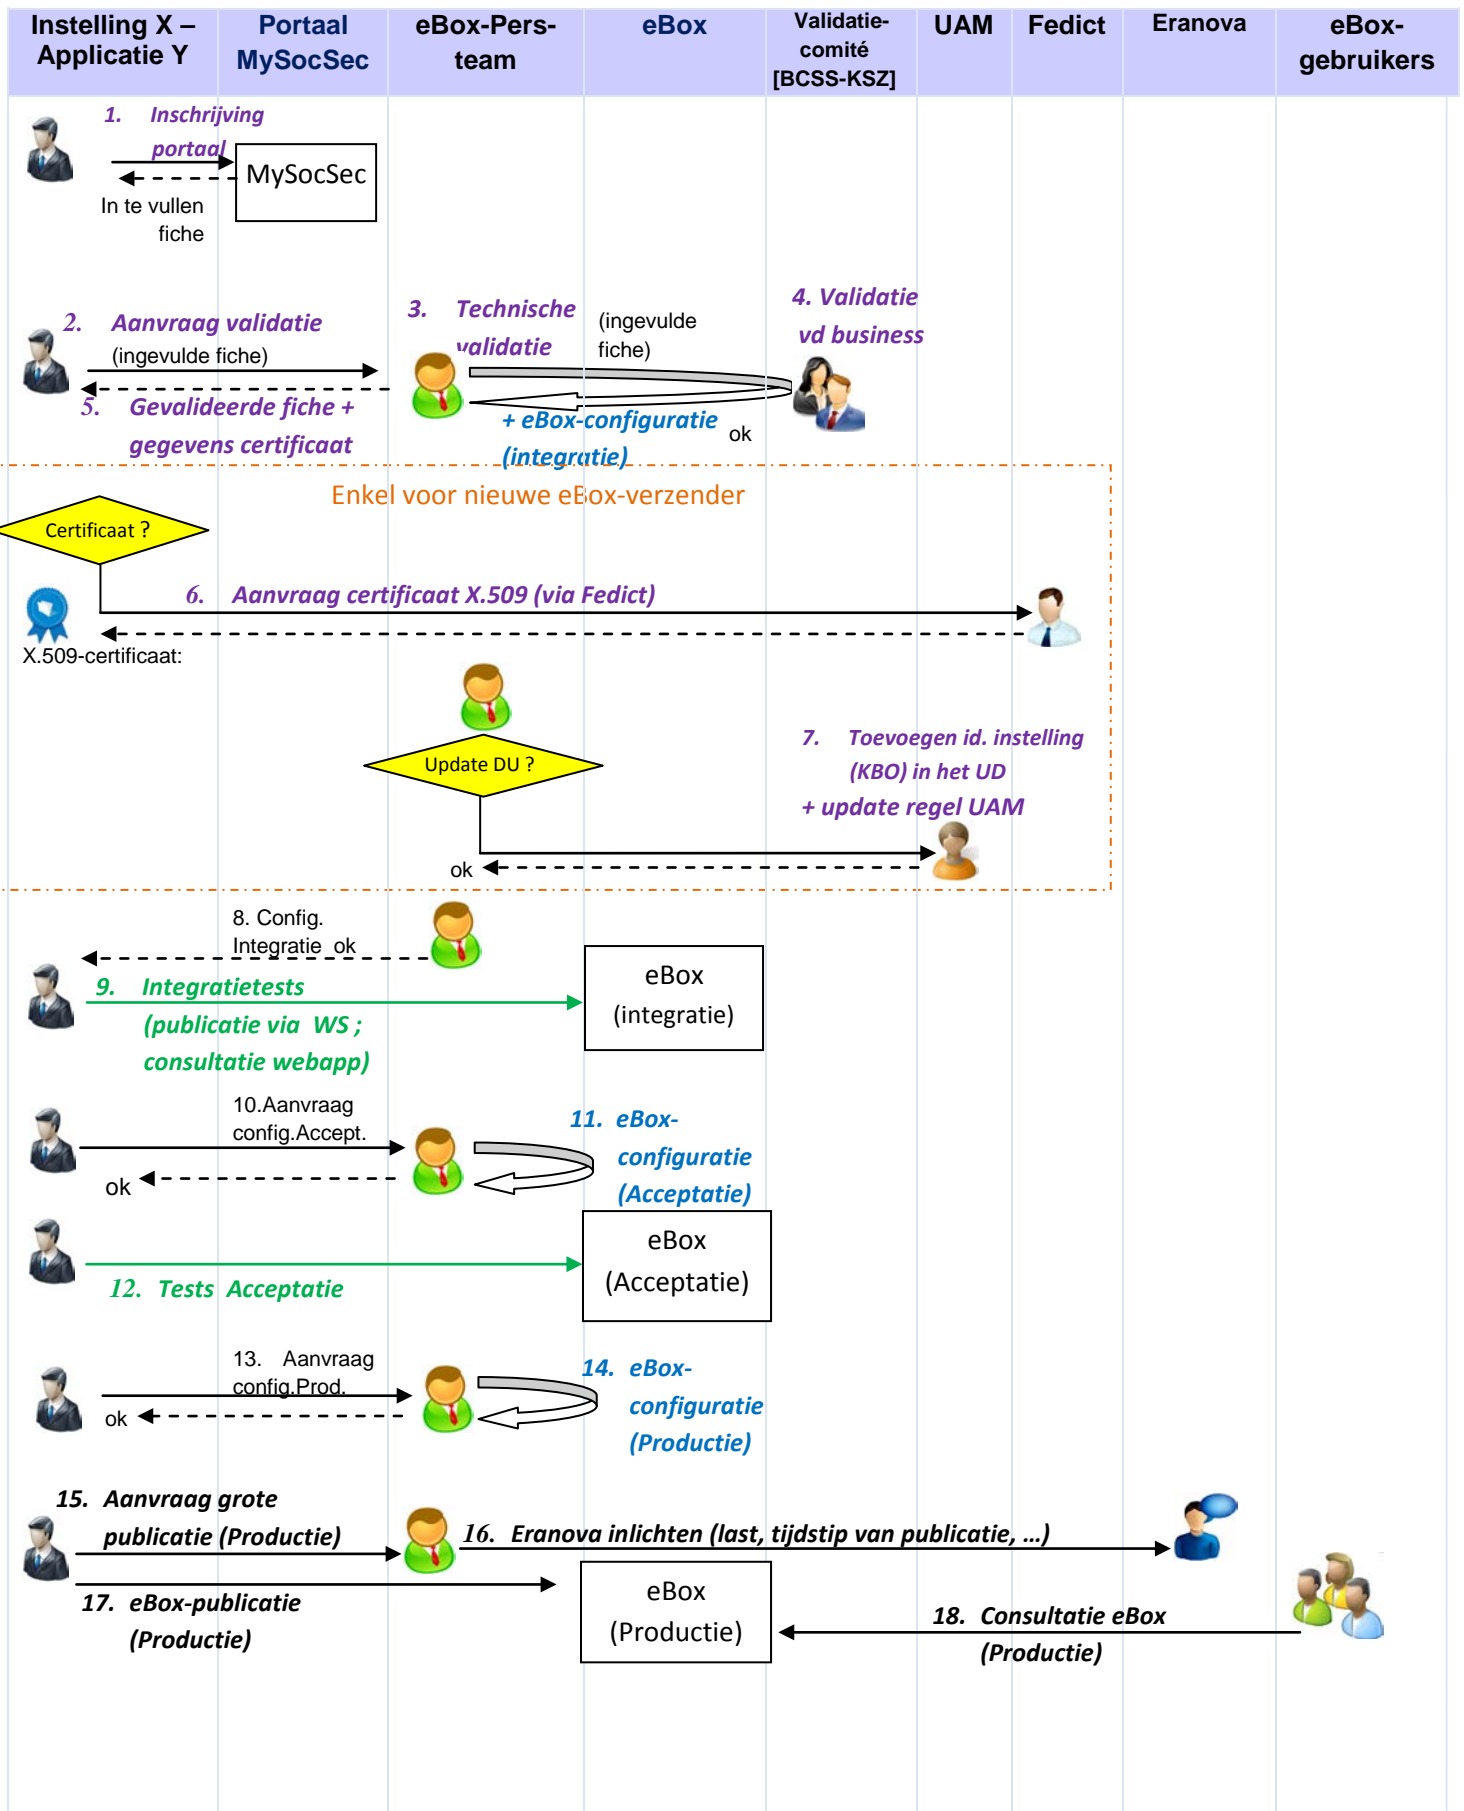 Instelling X –
Applicatie Y
Portaal
MySocSec
eBox-Pers-
team
eBox
Validatie-
comité
[BCSS-KSZ]
UAM
Fedict
Eranova
eBox-
gebruikers
1. Inschrijving
portaal
MySocSec
In te vullen
fiche
2. Aanvraag validatie
(ingevulde fiche)
3. Technische
validatie
(ingevulde
fiche)
4. Validatie
vd business
5. Gevalideerde fiche +
gegevens certificaat
+ eBox-configuratie
(integratie)
ok
Enkel voor nieuwe eBox-verzender
Certificaat ?
6. Aanvraag certificaat X.509 (via Fedict)
X.509-certificaat:
Update DU ?
7. Toevoegen id. instelling
(KBO) in het UD
+ update regel UAM
ok
8. Config.
Integratie ok
9. Integratietests
(publicatie via WS ;
consultatie webapp)
eBox
(integratie)
10.Aanvraag
config.Accept.
ok
11. eBox-
configuratie
(Acceptatie)
12. Tests Acceptatie
eBox
(Acceptatie)
13. Aanvraag
config.Prod.
ok
14. eBox-
configuratie
(Productie)
15. Aanvraag grote
publicatie (Productie)
16. Eranova inlichten (last, tijdstip van publicatie, …)
17. eBox-publicatie
(Productie)
eBox
(Productie)
18. Consultatie eBox
(Productie)